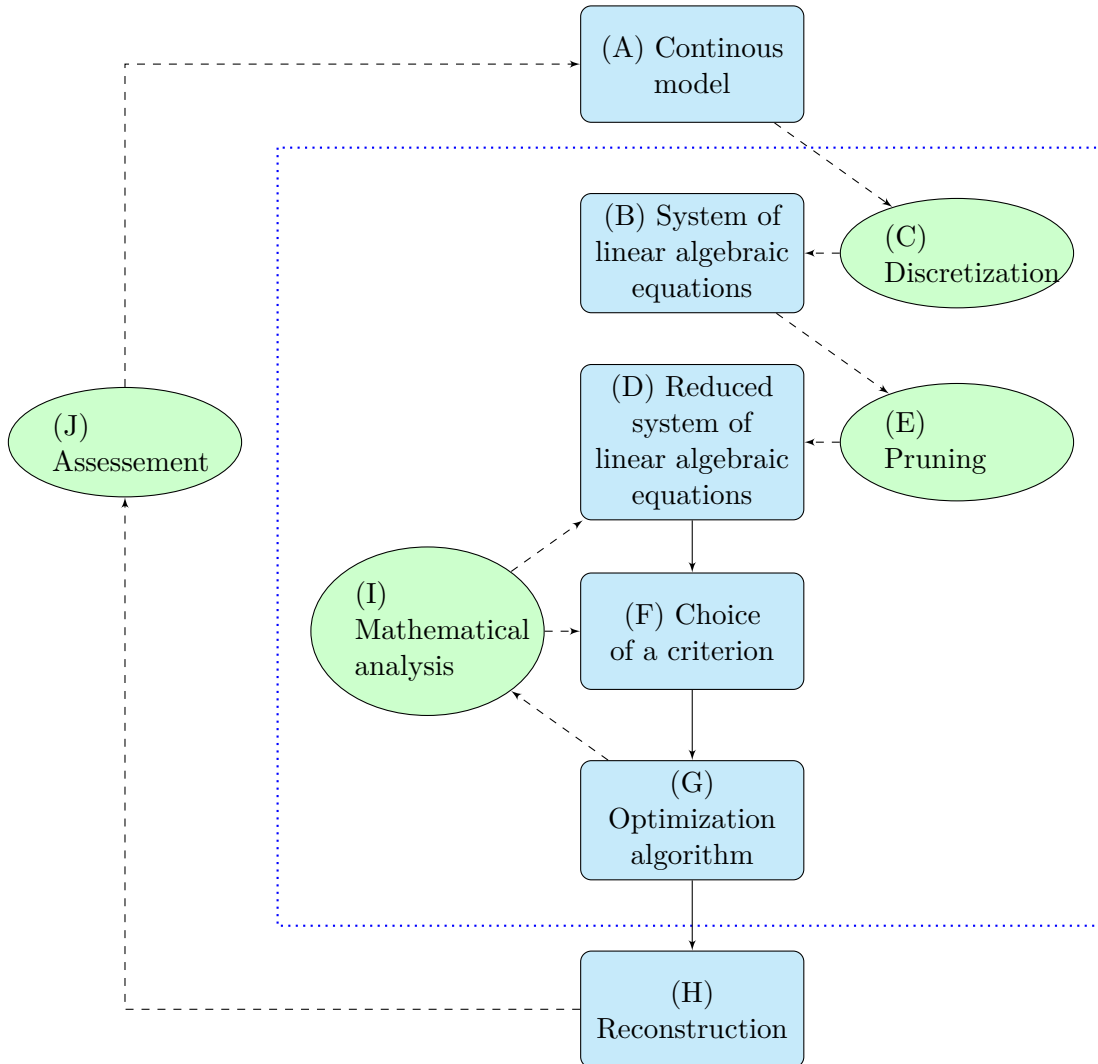 (A) Continous
model
(B) System of
linear algebraic
equations
(C)
Discretization
(D) Reduced
system of
linear algebraic
equations
(E)
Pruning
(J)
Assessement
(I)
Mathematical
analysis
(F) Choice
of a criterion
(G)
Optimization
algorithm
(H)
Reconstruction